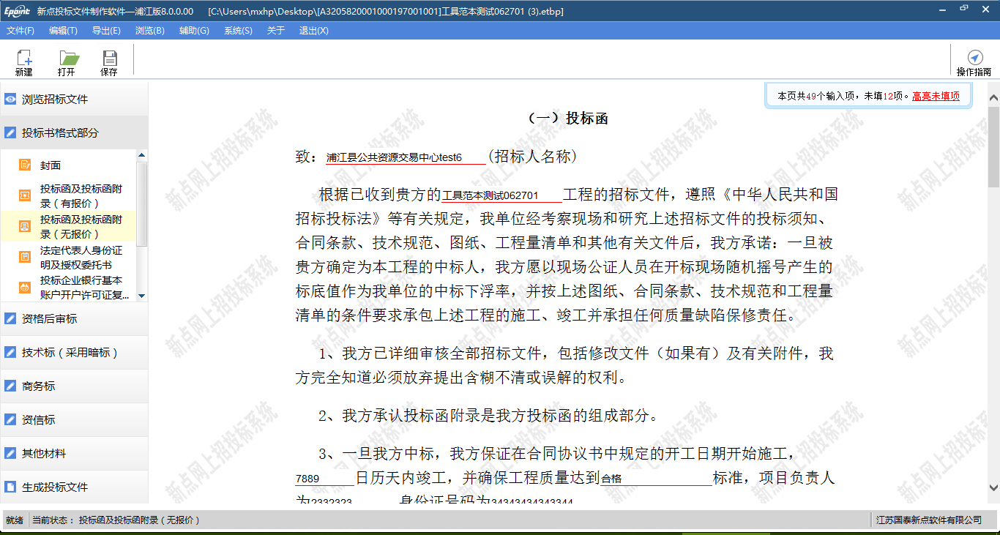 Epoint 新点投标文件制作软件—浦江版8.0.0.00 [C:\Users\mxhp\Desktop\[A3205820001000197001001]工具范本测试062701 (3).etbp]
文件(F) 编辑(T) 导出(E) 浏览(B) 辅助(G) 系统(S) 关于 退出(X)
新建 打开 保存 操作指南
浏览招标文件
投标书格式部分
封面
投标函及投标函附
录（有报价）
投标函及投标函附
录（无报价）
法定代表人身份证
明及授权委托书
投标企业银行基本
账户开户许可证复...
资格后审标
技术标（采用暗标）
商务标
资信标
其他材料
生成投标文件
本页共49个输入项，未填12项。高亮未填项
（一）投标函
致：浦江县公共资源交易中心test6(招标人名称)
根据已收到贵方的工具范本测试062701工程的招标文件，遵照《中华人民共和国
招标投标法》等有关规定，我单位经考察现场和研究上述招标文件的投标须知、
合同条款、技术规范、图纸、工程量清单和其他有关文件后，我方承诺：一旦被
贵方确定为本工程的中标人，我方愿以现场公证人员在开标现场随机摇号产生的
标底值作为我单位的中标下浮率，并按上述图纸、合同条款、技术规范和工程量
清单的条件要求承包上述工程的施工、竣工并承担任何质量缺陷保修责任。
1、我方已详细审核全部招标文件，包括修改文件（如果有）及有关附件，我
方完全知道必须放弃提出含糊不清或误解的权利。
2、我方承认投标函附录是我方投标函的组成部分。
3、一旦我方中标，我方保证在合同协议书中规定的开工日期开始施工，
7889日历天内竣工，并确保工程质量达到合格标准，项目负责人
为2332323，身份证号码为34343434343344
新点网上招投标系统
就绪 当前状态： 投标函及投标函附录（无报价） 江苏国泰新点软件有限公司